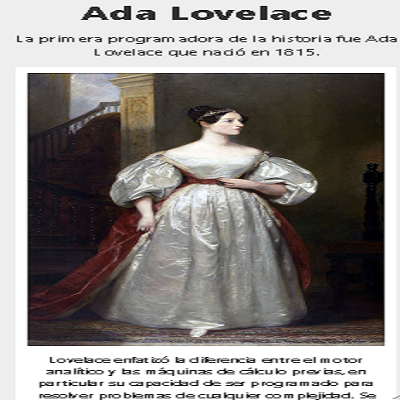 Ada Lovelace
La primera programadora de la historia fue Ada
Lovelace que nació en 1815.
Lovelace enfatizó la diferencia entre el motor
analítico y las máquinas de cálculo previas, en
particular su capacidad de ser programado para
resolver problemas de cualquier complejidad. Se